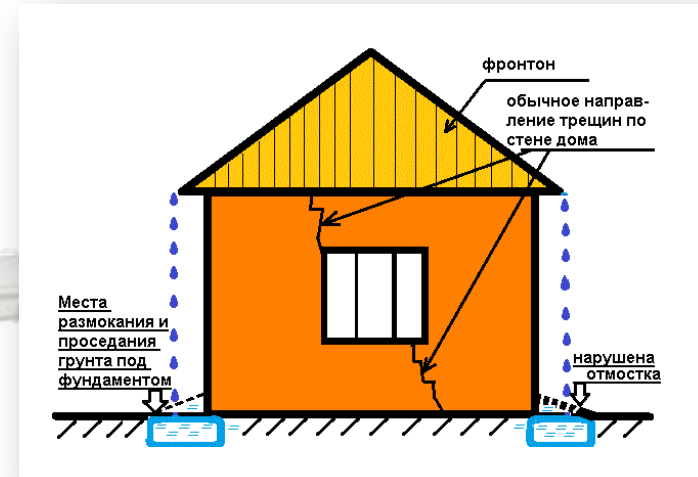 фронтон
обычное направ-
ление трещин по
стене дома
Места
размокания и
проседания
грунта под
фундаментом
нарушена
отмостка